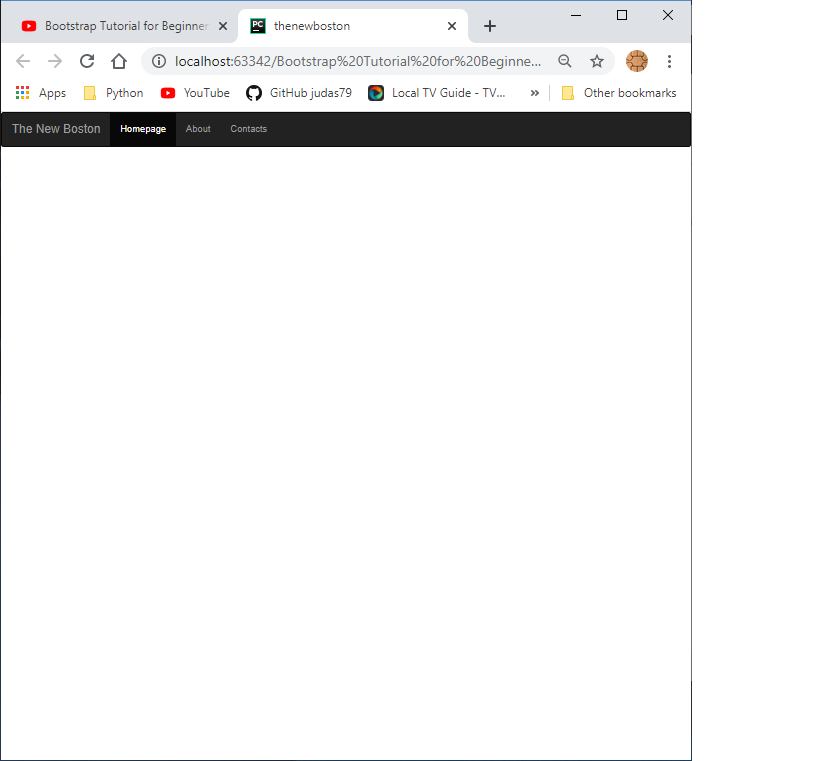 Bootstrap Tutorial for Beginner
PC thenewboston
localhost:63342/Bootstrap%20Tutorial%20for%20Beginne...
Apps Python YouTube GitHub judas79 Local TV Guide - TV... » Other bookmarks
The New Boston Homepage About Contacts